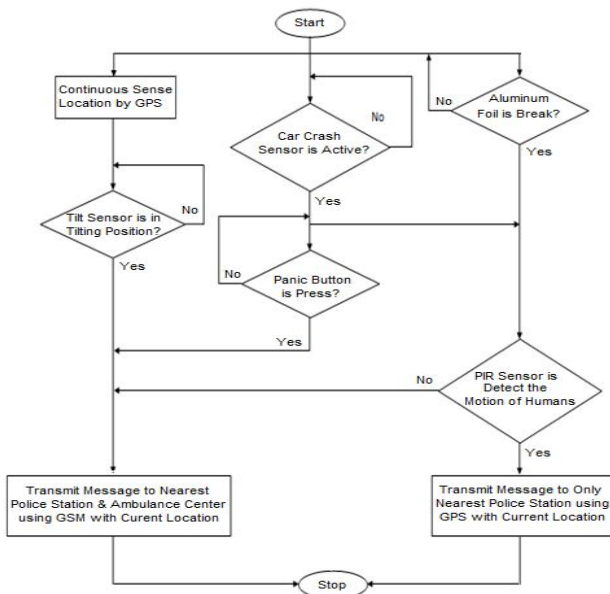 Start
Continuous Sense
Location by GPS
No
Car Crash
Sensor is Active?
No
Aluminum
Foil is Break?
Yes
Yes
Tilt Sensor is in
Tilting Position?
No
Yes
No
Panic Button
is Press?
Yes
No
PIR Sensor is
Detect the
Motion of Humans
Yes
Transmit Message to Nearest
Police Station & Ambulance Center
using GSM with Curent Location
Transmit Message to Only
Nearest Police Station using
GPS with Current Location
Stop